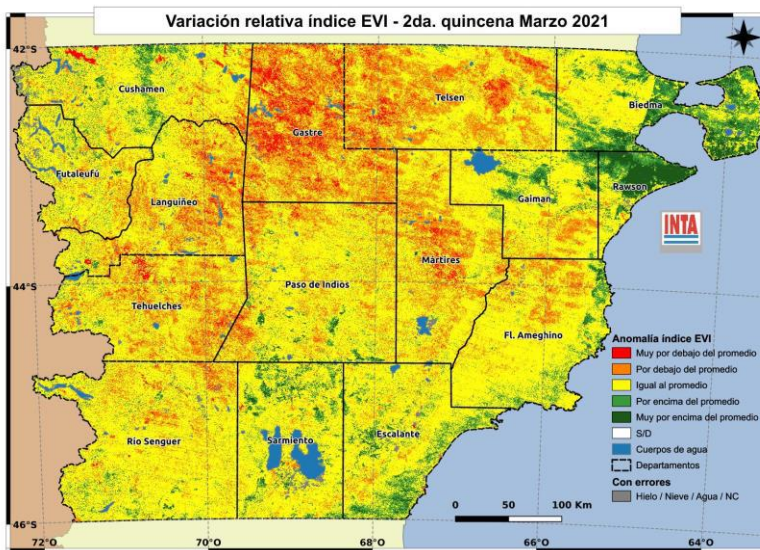 Variación relativa índice EVI - 2da. quincena Marzo 2021
42°S
44°S
46°S
72°O
70°O
68°O
66°O
64°O
Cushamen
Gastre
Telsen
Biedma
Futaleufú
Languiñeo
Gaiman
Rawson
Tehuelches
Paso de Indios
Mártires
Fl. Ameghino
Río Senguer
Sarmiento
Escalante
INTA
Anomalía índice EVI
Muy por debajo del promedio
Por debajo del promedio
Igual al promedio
Por encima del promedio
Muy por encima del promedio
S/D
Cuerpos de agua
Departamentos
Con errores
Hielo / Nieve / Agua / NC
0 50 100 Km